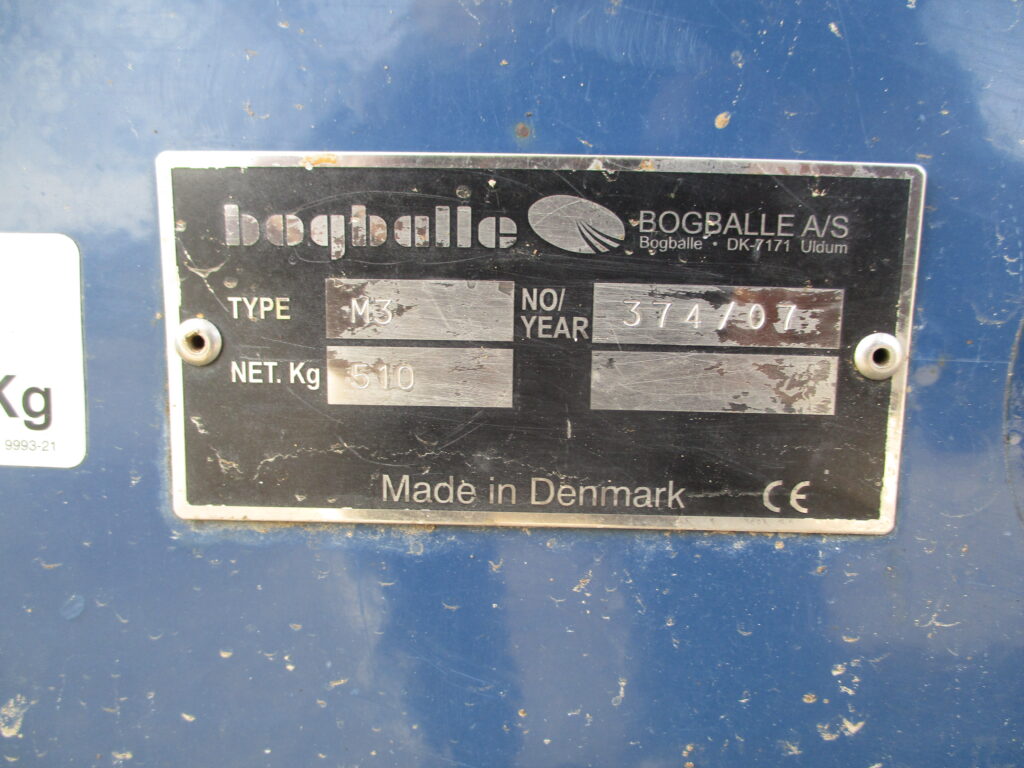 bogballe BOGBALLE A/S
Bogballe • DK-7171 Uldum
TYPE M3 NO/YEAR 374/07
NET. Kg 510
Made in Denmark CE
Kg
9993-21